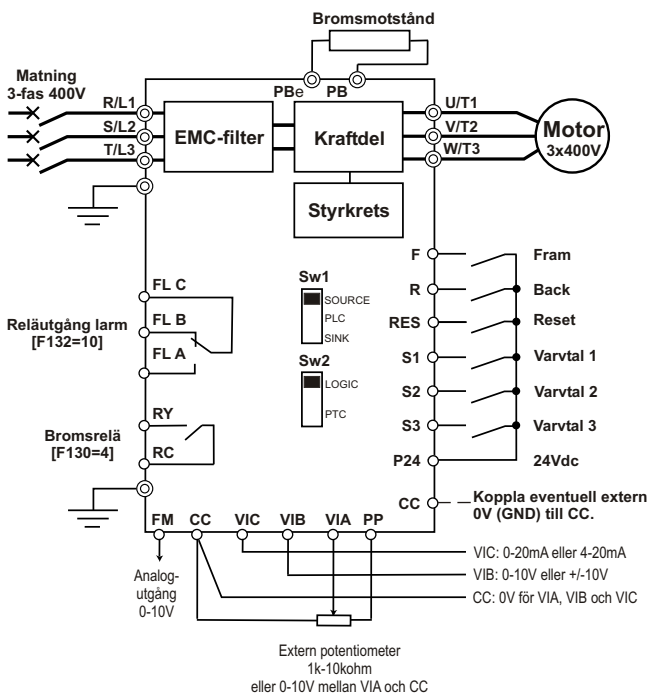 Bromsmotstånd
Matning
3-fas 400V
PBe
PB
R/L1
S/L2
T/L3
EMC-filter
Kraftdel
U/T1
V/T2
W/T3
Motor
3x400V
Styrkrets
F
Fram
R
Back
RES
Reset
S1
Varvtal 1
S2
Varvtal 2
S3
Varvtal 3
P24
24Vdc
CC
Koppla eventuell extern
0V (GND) till CC.
Sw1
SOURCE
PLC
SINK
Sw2
LOGIC
PTC
FL C
FL B
FL A
Reläutgång larm
[F132=10]
RY
RC
Bromsrelä
[F130=4]
FM
CC
VIC
VIB
VIA
PP
Analog-
utgång
0-10V
VIC: 0-20mA eller 4-20mA
VIB: 0-10V eller +/-10V
CC: 0V för VIA, VIB och VIC
Extern potentiometer
1k-10kohm
eller 0-10V mellan VIA och CC